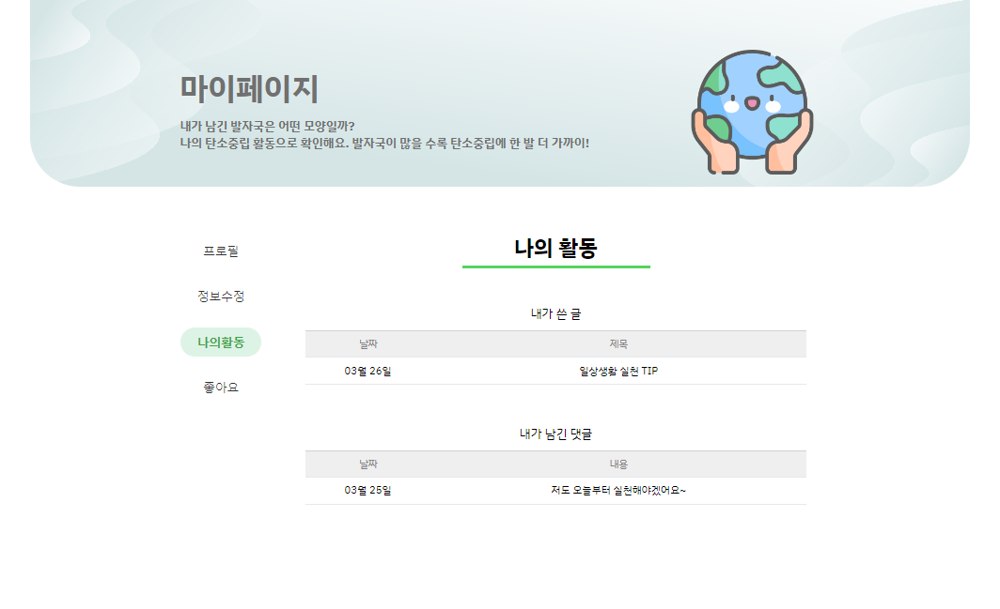 마이페이지
내가 남긴 발자국은 어떤 모양일까?
나의 탄소중립 활동으로 확인해요. 발자국이 많을 수록 탄소중립에 한 발 더 가까이!
프로필
정보수정
나의활동
좋아요
나의 활동
내가 쓴 글
날짜 제목
03월 26일 일상생활 실천 TIP
내가 남긴 댓글
날짜 내용
03월 25일 저도 오늘부터 실천해야겠어요~